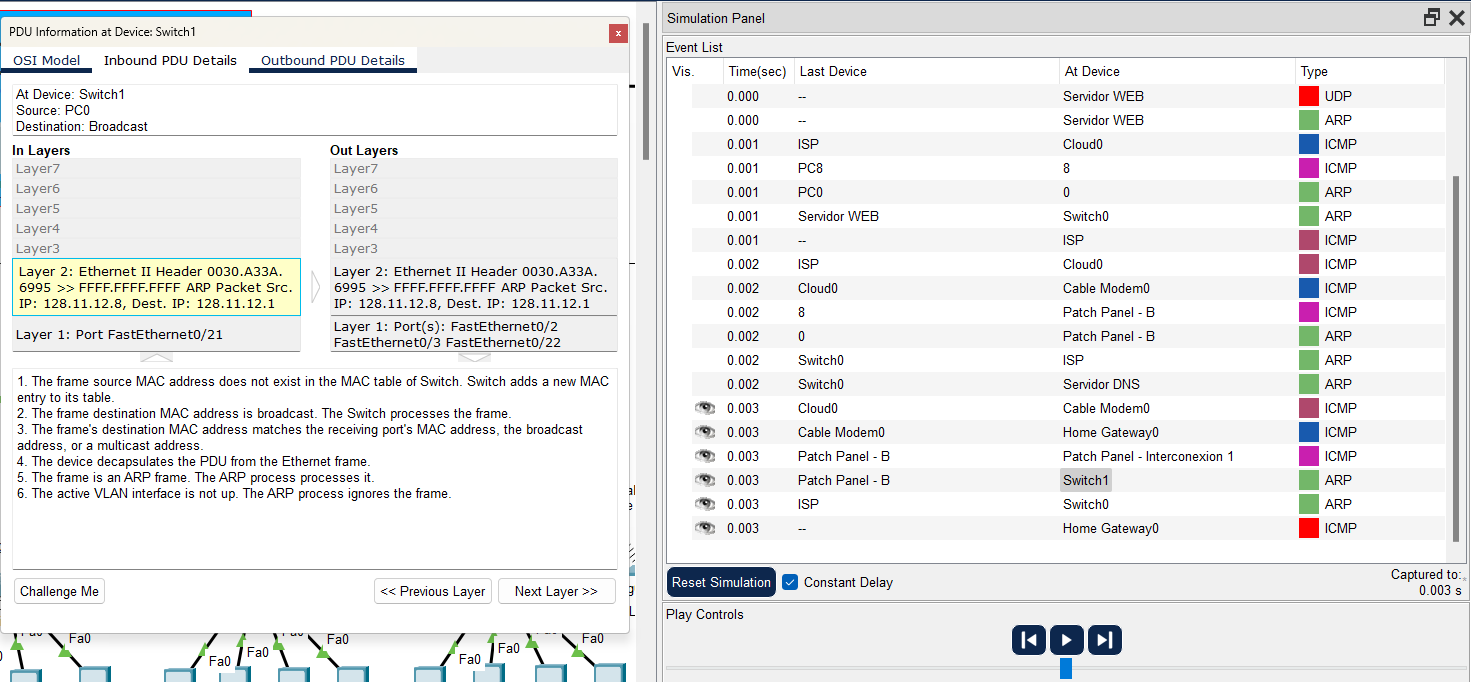 PDU Information at Device: Switch1
x
OSI Model
Inbound PDU Details
Outbound PDU Details
At Device: Switch1
Source: PC0
Destination: Broadcast
In Layers
Layer7
Layer6
Layer5
Layer4
Layer3
Layer 2: Ethernet II Header 0030.A33A.
6995 >> FFFF.FFFF.FFFF ARP Packet Src.
IP: 128.11.12.8, Dest. IP: 128.11.12.1
Layer 1: Port FastEthernet0/21
Out Layers
Layer7
Layer6
Layer5
Layer4
Layer3
Layer 2: Ethernet II Header 0030.A33A.
6995 >> FFFF.FFFF.FFFF ARP Packet Src.
IP: 128.11.12.8, Dest. IP: 128.11.12.1
Layer 1: Port(s): FastEthernet0/2
FastEthernet0/3 FastEthernet0/22
1. The frame source MAC address does not exist in the MAC table of Switch. Switch adds a new MAC
entry to its table.
2. The frame destination MAC address is broadcast. The Switch processes the frame.
3. The frame's destination MAC address matches the receiving port's MAC address, the broadcast
address, or a multicast address.
4. The device decapsulates the PDU from the Ethernet frame.
5. The frame is an ARP frame. The ARP process processes it.
6. The active VLAN interface is not up. The ARP process ignores the frame.
Challenge Me
<< Previous Layer
Next Layer >>
Fa0
Fa0
Fa0
Fa0
Fa0
Fa0
Fa0
Fa0
Fa0
Simulation Panel
Event List
Vis. Time(sec) Last Device At Device Type
0.000 -- Servidor WEB UDP
0.000 -- Servidor WEB ARP
0.001 ISP Cloud0 ICMP
0.001 PC8 8 ICMP
0.001 PC0 0 ARP
0.001 Servidor WEB Switch0 ARP
0.001 -- ISP ICMP
0.002 ISP Cloud0 ICMP
0.002 Cloud0 Cable Modem0 ICMP
0.002 8 Patch Panel - B ICMP
0.002 0 Patch Panel - B ARP
0.002 Switch0 ISP ARP
0.002 Switch0 Servidor DNS ARP
0.003 Cloud0 Cable Modem0 ICMP
0.003 Cable Modem0 Home Gateway0 ICMP
0.003 Patch Panel - B Patch Panel - Interconexion 1 ICMP
0.003 Patch Panel - B Switch1 ARP
0.003 ISP Switch0 ARP
0.003 -- Home Gateway0 ICMP
Reset Simulation
Constant Delay
Captured to:
0.003 s
Play Controls